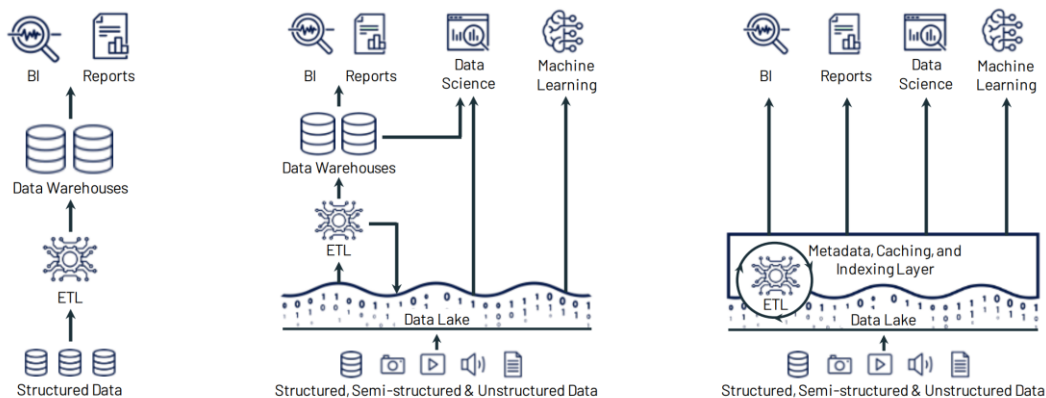 BI
Reports
Data Warehouses
ETL
Structured Data
BI
Reports
Data
Science
Machine
Learning
Data Warehouses
ETL
Data Lake
Structured, Semi-structured & Unstructured Data
BI
Reports
Data
Science
Machine
Learning
Metadata, Caching, and
Indexing Layer
ETL
Data Lake
Structured, Semi-structured & Unstructured Data